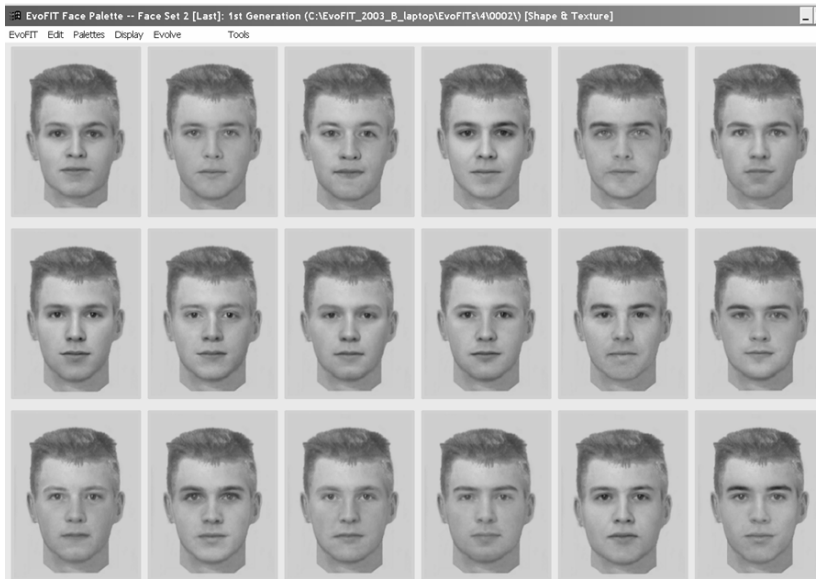 EvoFIT Face Palette -- Face Set 2 [Last]: 1st Generation (C:\EvoFIT_2003_B_laptop\EvoFITs\4\0002\) [Shape & Texture]
EvoFIT Edit Palettes Display Evolve Tools